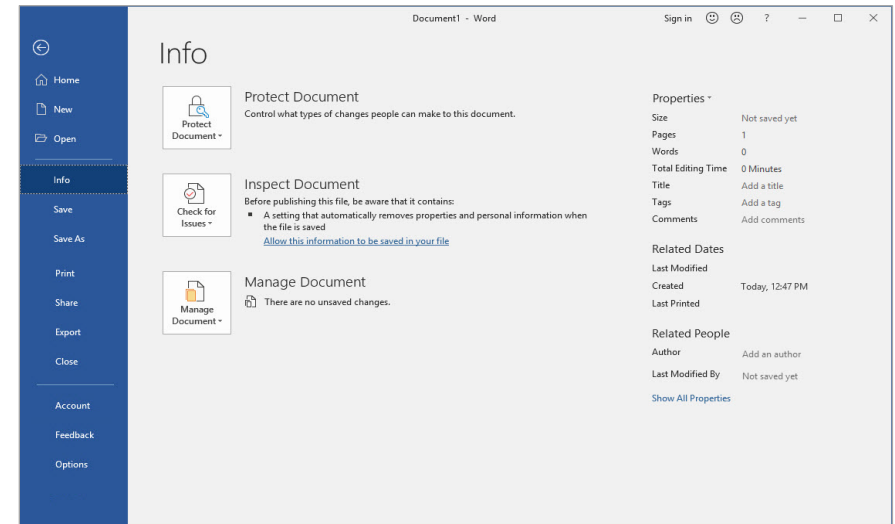 Document1 - Word
Sign in
?
Info
Home
New
Open
Info
Save
Save As
Print
Share
Export
Close
Account
Feedback
Options
Protect
Document
Protect Document
Control what types of changes people can make to this document.
Check for
Issues
Inspect Document
Before publishing this file, be aware that it contains:
A setting that automatically removes properties and personal information when
the file is saved
Allow this information to be saved in your file
Manage
Document
Manage Document
There are no unsaved changes.
Properties
Size Not saved yet
Pages 1
Words 0
Total Editing Time 0 Minutes
Title Add a title
Tags Add a tag
Comments Add comments
Related Dates
Last Modified
Created Today, 12:47 PM
Last Printed
Related People
Author Add an author
Last Modified By Not saved yet
Show All Properties